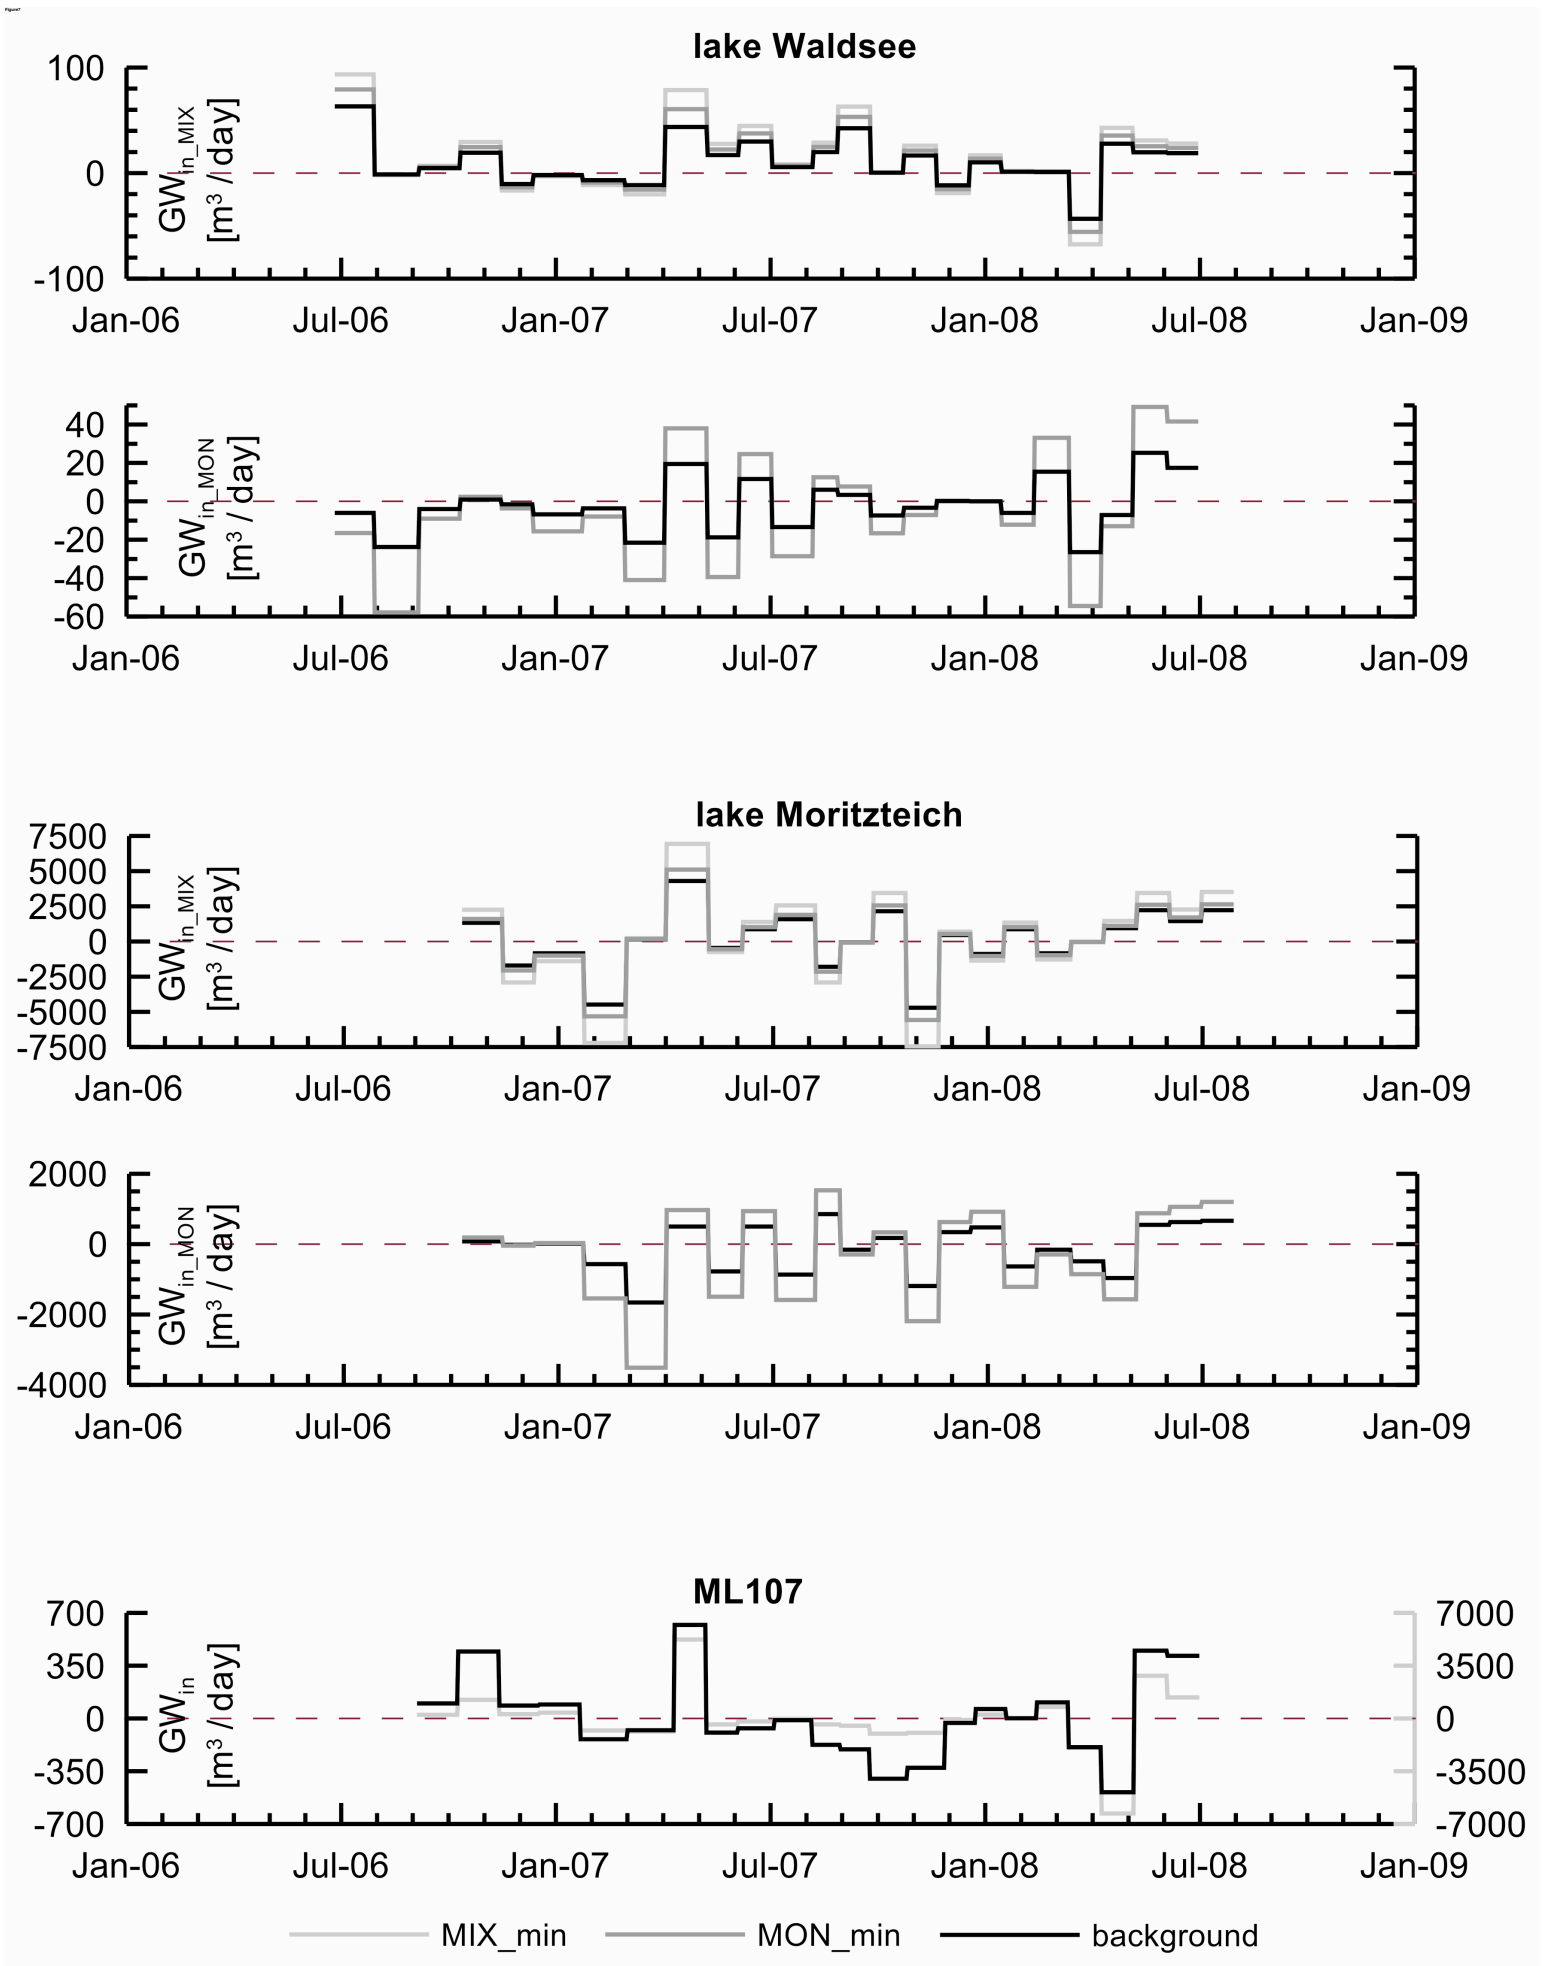 Figure7
lake Waldsee
100
0
-100
GWin_MIX
[m³ / day]
Jan-06 Jul-06 Jan-07 Jul-07 Jan-08 Jul-08 Jan-09
40
20
0
-20
-40
-60
GWin_MON
[m³ / day]
Jan-06 Jul-06 Jan-07 Jul-07 Jan-08 Jul-08 Jan-09
lake Moritzteich
7500
5000
2500
0
-2500
-5000
-7500
GWin_MIX
[m³ / day]
Jan-06 Jul-06 Jan-07 Jul-07 Jan-08 Jul-08 Jan-09
2000
0
-2000
-4000
GWin_MON
[m³ / day]
Jan-06 Jul-06 Jan-07 Jul-07 Jan-08 Jul-08 Jan-09
ML107
700 7000
350 3500
0 0
-350 -3500
-700 -7000
GWin
[m³ / day]
Jan-06 Jul-06 Jan-07 Jul-07 Jan-08 Jul-08 Jan-09
MIX_min MON_min background